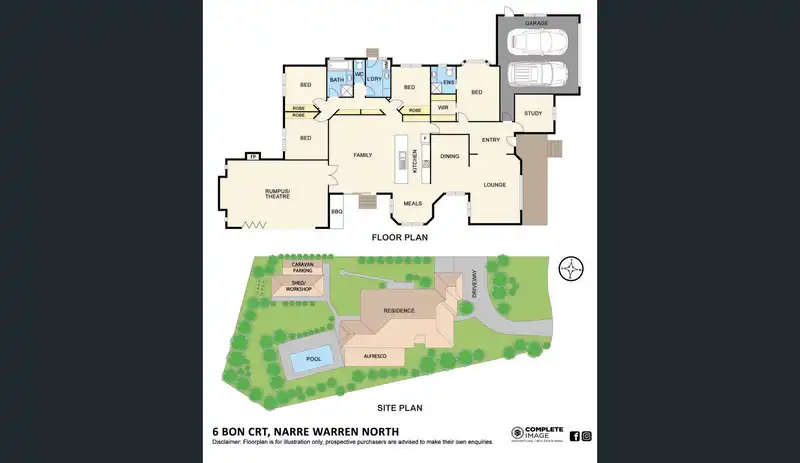 GARAGE
BATH
WC
L'DRY
ENS
BED
BED
BED
ROBE
ROBE
ROBE
WIR
STUDY
BED
FAMILY
KITCHEN
F
DINING
ENTRY
FP
RUMPUS/
THEATRE
LOUNGE
BBQ
MEALS
FLOOR PLAN
CARAVAN
PARKING
SHED/
WORKSHOP
DRIVEWAY
RESIDENCE
POOL
ALFRESCO
SITE PLAN
6 BON CRT, NARRE WARREN NORTH
Disclaimer: Floorplan is for illustration only, prospective purchasers are advised to make their own enquiries.
COMPLETE
IMAGE